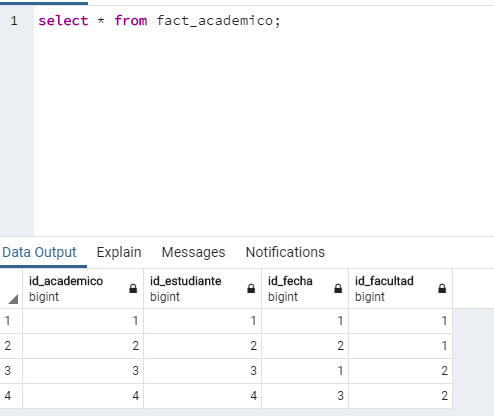 1 select * from fact_academico;
Data Output Explain Messages Notifications
id_academico id_estudiante id_fecha id_facultad
bigint bigint bigint bigint
1 1 1 1 1
2 2 2 2 1
3 3 3 1 2
4 4 4 3 2